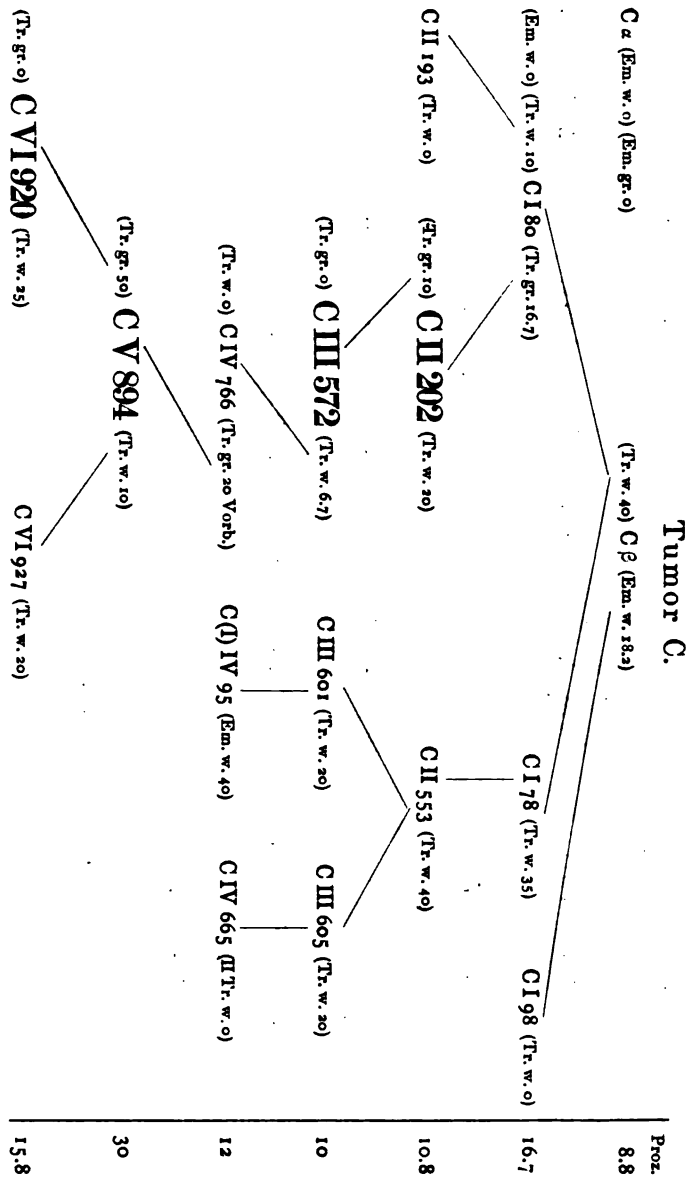 Tumor C.
Proz.
C α (Em. w. 0) (Em. gr. 0) (Tr. w. 40) C β (Em. w. 18.2) 8.8
(Em. w. 0) (Tr. w. 10) C I 80 (Tr. gr. 16.7) C I 78 (Tr. w. 35) C I 98 (Tr. w. 0) 16.7
C II 193 (Tr. w. 0) (Tr. gr. 10) C II 202 (Tr. w. 20) C II 553 (Tr. w. 40) 10.8
(Tr. gr. 0) C III 572 (Tr. w. 6.7) C III 601 (Tr. w. 20) C III 605 (Tr. w. 20) 10
(Tr. w. 0) C IV 766 (Tr. gr. 20 Vorb.) C(I) IV 95 (Em. w. 40) C IV 665 (II Tr. w. 0) 12
(Tr. gr. 50) C V 894 (Tr. w. 10) 30
(Tr. gr. 0) C VI 920 (Tr. w. 25) C VI 927 (Tr. w. 20) 15.8